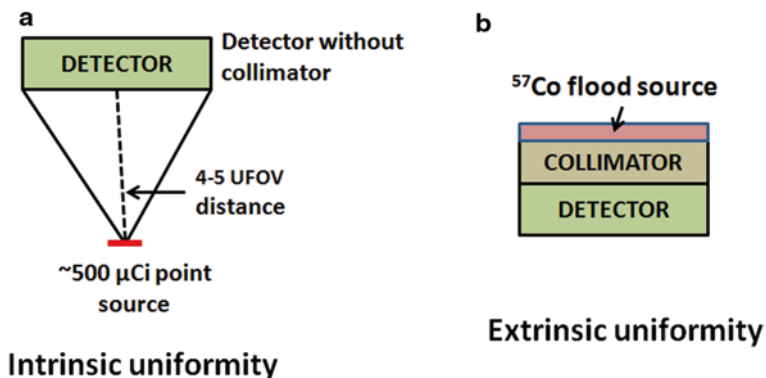 a
DETECTOR
Detector without
collimator
4-5 UFOV
distance
~500 µCi point
source
Intrinsic uniformity
b
⁵⁷Co flood source
COLLIMATOR
DETECTOR
Extrinsic uniformity